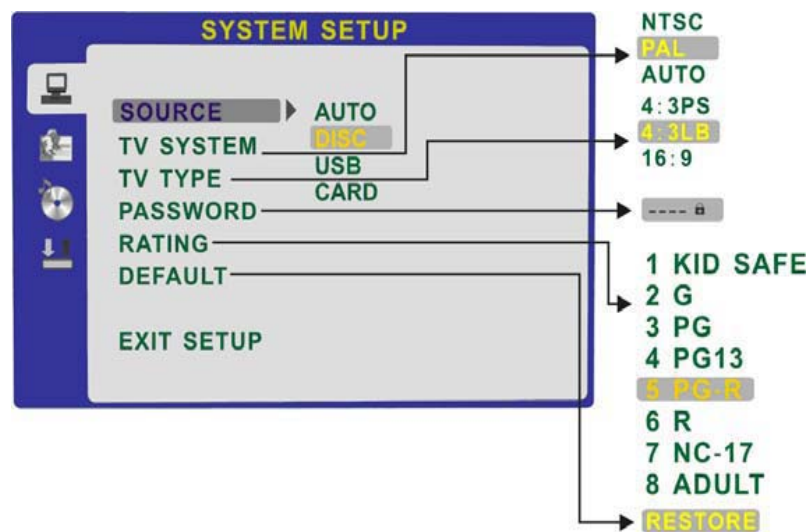 SYSTEM SETUP
SOURCE
TV SYSTEM
TV TYPE
PASSWORD
RATING
DEFAULT
EXIT SETUP
AUTO
DISC
USB
CARD
NTSC
PAL
AUTO
4:3PS
4:3LB
16:9
----
1 KID SAFE
2 G
3 PG
4 PG13
5 PG-R
6 R
7 NC-17
8 ADULT
RESTORE